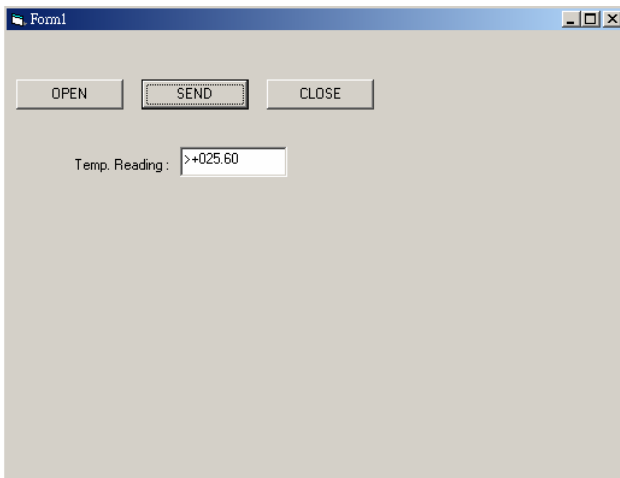 Form1
OPEN SEND CLOSE
Temp. Reading : >+025.60